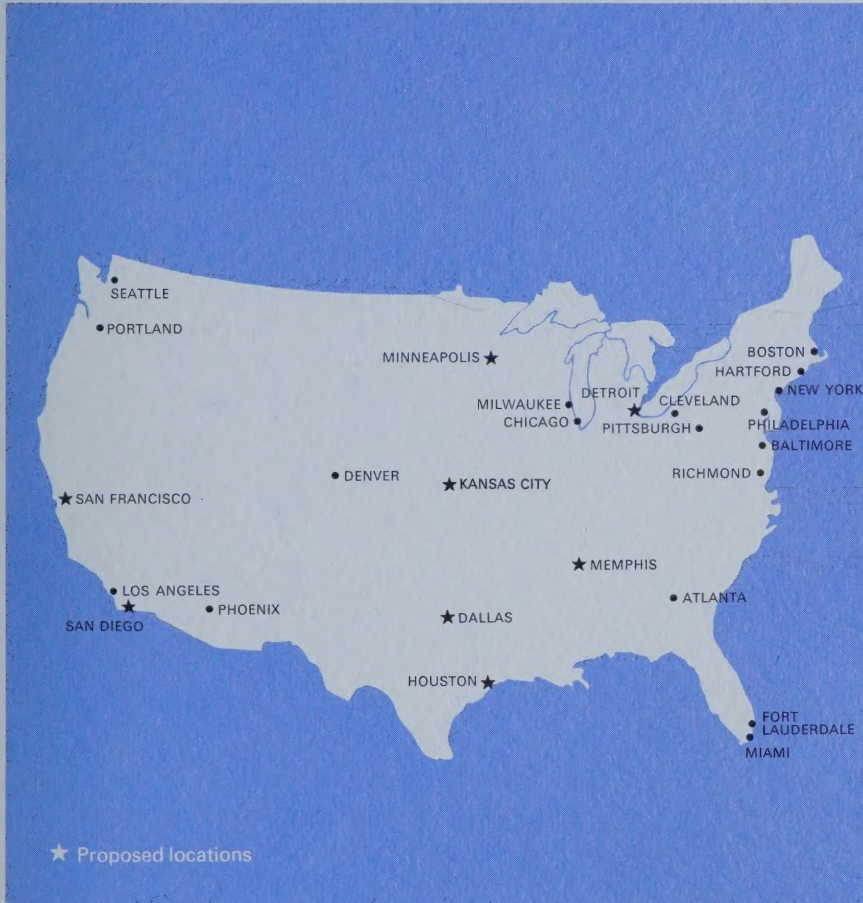 SEATTLE
PORTLAND
MINNEAPOLIS
BOSTON
HARTFORD
DETROIT
NEW YORK
MILWAUKEE
CLEVELAND
CHICAGO
PITTSBURGH
PHILADELPHIA
BALTIMORE
DENVER
KANSAS CITY
RICHMOND
SAN FRANCISCO
MEMPHIS
LOS ANGELES
ATLANTA
PHOENIX
DALLAS
SAN DIEGO
HOUSTON
FORT
LAUDERDALE
MIAMI
Proposed locations